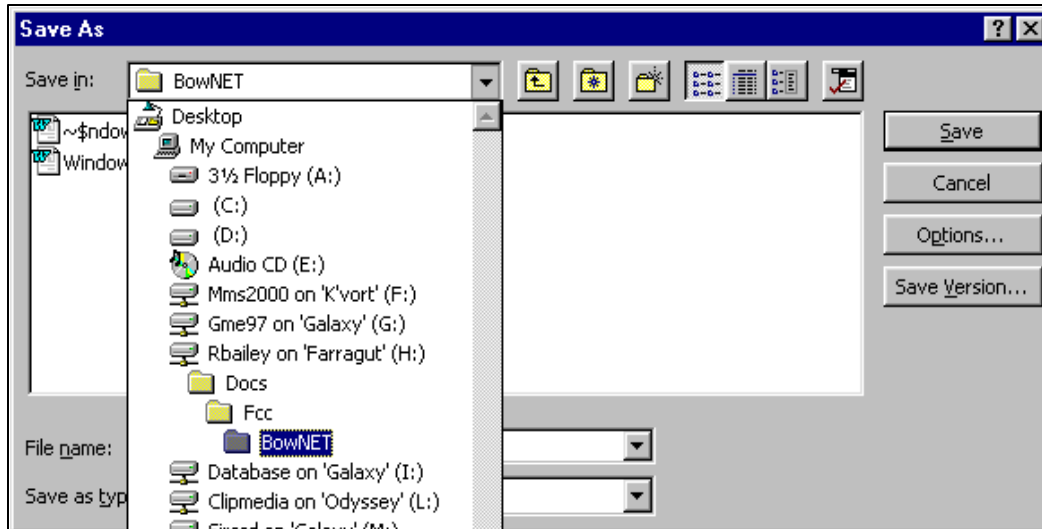 Save As
Save in:
BowNET
~$ndow
Window
Desktop
My Computer
3½ Floppy (A:)
(C:)
(D:)
Audio CD (E:)
Mms2000 on 'K'vort' (F:)
Gme97 on 'Galaxy' (G:)
Rbailey on 'Farragut' (H:)
Docs
Fcc
BowNET
Database on 'Galaxy' (I:)
Clipmedia on 'Odyssey' (L:)
on 'Galaxy' (M:)
Save
Cancel
Options...
Save Version...
File name:
Save as typ